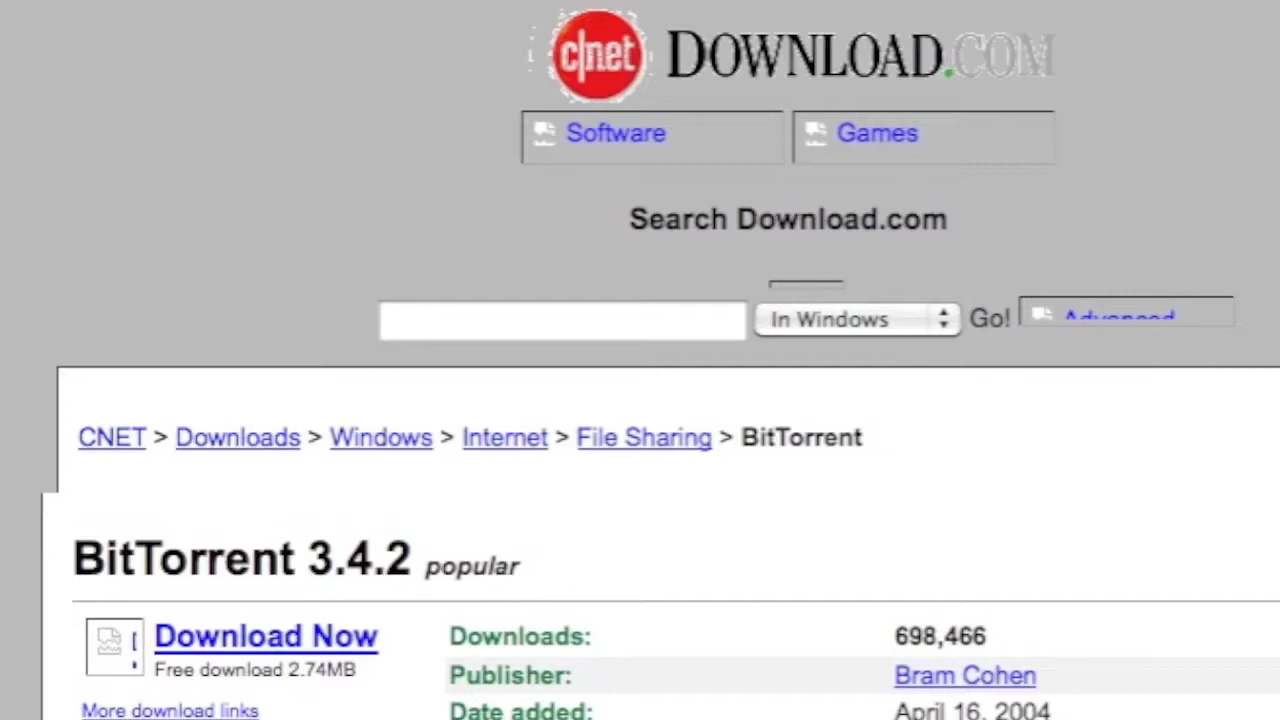 c|net DOWNLOAD.COM
Software Games
Search Download.com
In Windows Go! Advanced
CNET > Downloads > Windows > Internet > File Sharing > BitTorrent
BitTorrent 3.4.2 popular
Download Now Downloads: 698,466
Free download 2.74MB Publisher: Bram Cohen
More download links Date added: April 16, 2004